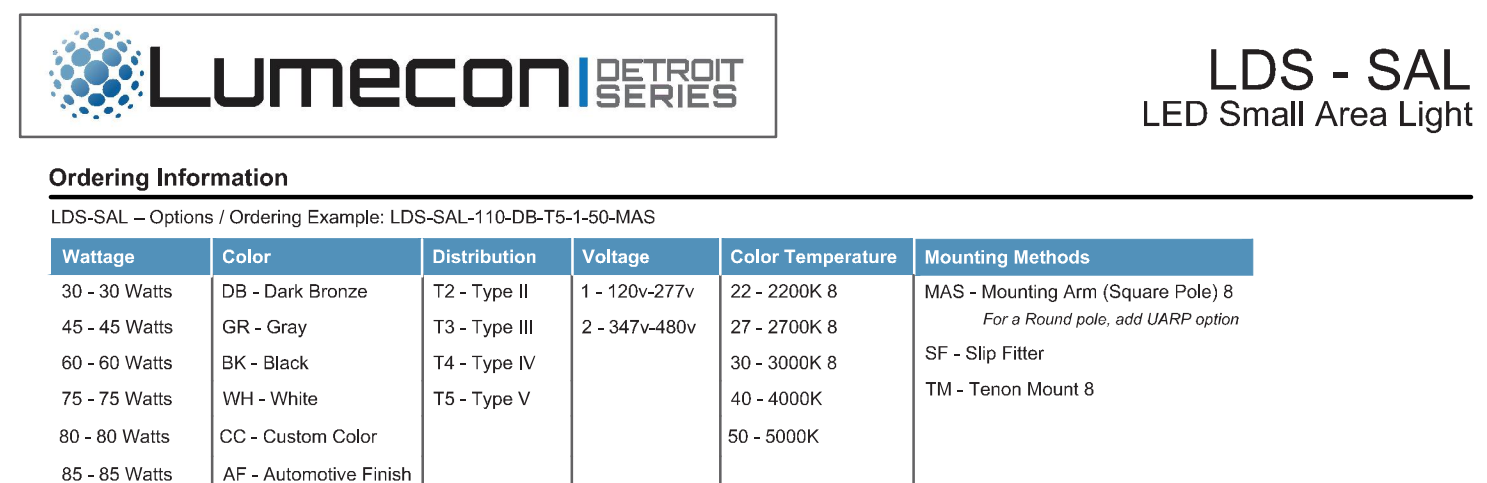 Lumecon DETROIT SERIES
LDS - SAL
LED Small Area Light
Ordering Information
LDS-SAL – Options / Ordering Example: LDS-SAL-110-DB-T5-1-50-MAS
Wattage Color Distribution Voltage Color Temperature Mounting Methods
30 - 30 Watts DB - Dark Bronze T2 - Type II 1 - 120v-277v 22 - 2200K 8 MAS - Mounting Arm (Square Pole) 8
45 - 45 Watts GR - Gray T3 - Type III 2 - 347v-480v 27 - 2700K 8 For a Round pole, add UARP option
60 - 60 Watts BK - Black T4 - Type IV 30 - 3000K 8 SF - Slip Fitter
75 - 75 Watts WH - White T5 - Type V 40 - 4000K TM - Tenon Mount 8
80 - 80 Watts CC - Custom Color 50 - 5000K
85 - 85 Watts AF - Automotive Finish